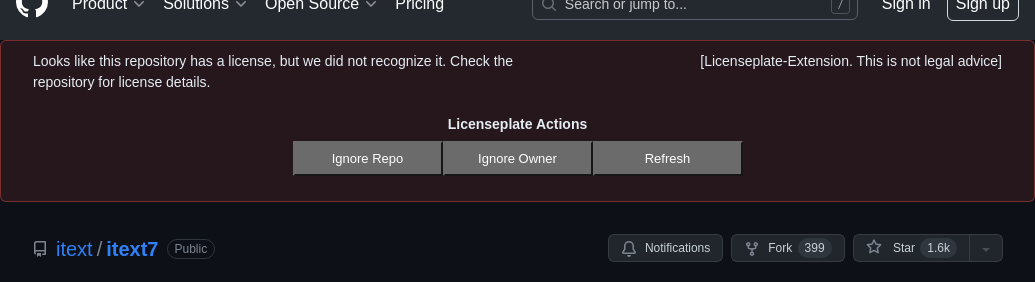 Product Solutions Open Source Pricing Search or jump to... / Sign in Sign up
Looks like this repository has a license, but we did not recognize it. Check the
repository for license details.
[Licenseplate-Extension. This is not legal advice]
Licenseplate Actions
Ignore Repo Ignore Owner Refresh
itext / itext7 Public Notifications Fork 399 Star 1.6k